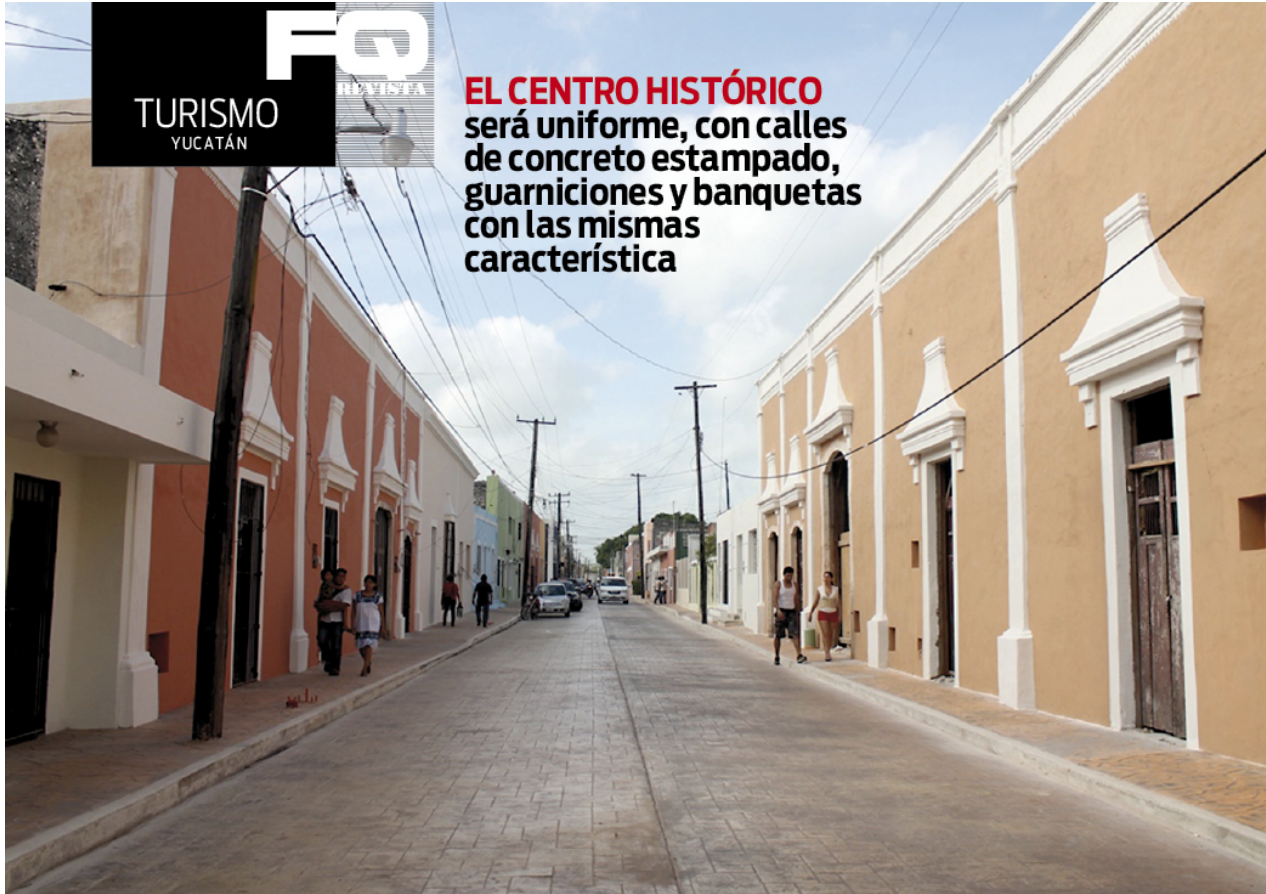 FQ
REVISTA
TURISMO
YUCATÁN
EL CENTRO HISTÓRICO
será uniforme, con calles
de concreto estampado,
guarniciones y banquetas
con las mismas
característica